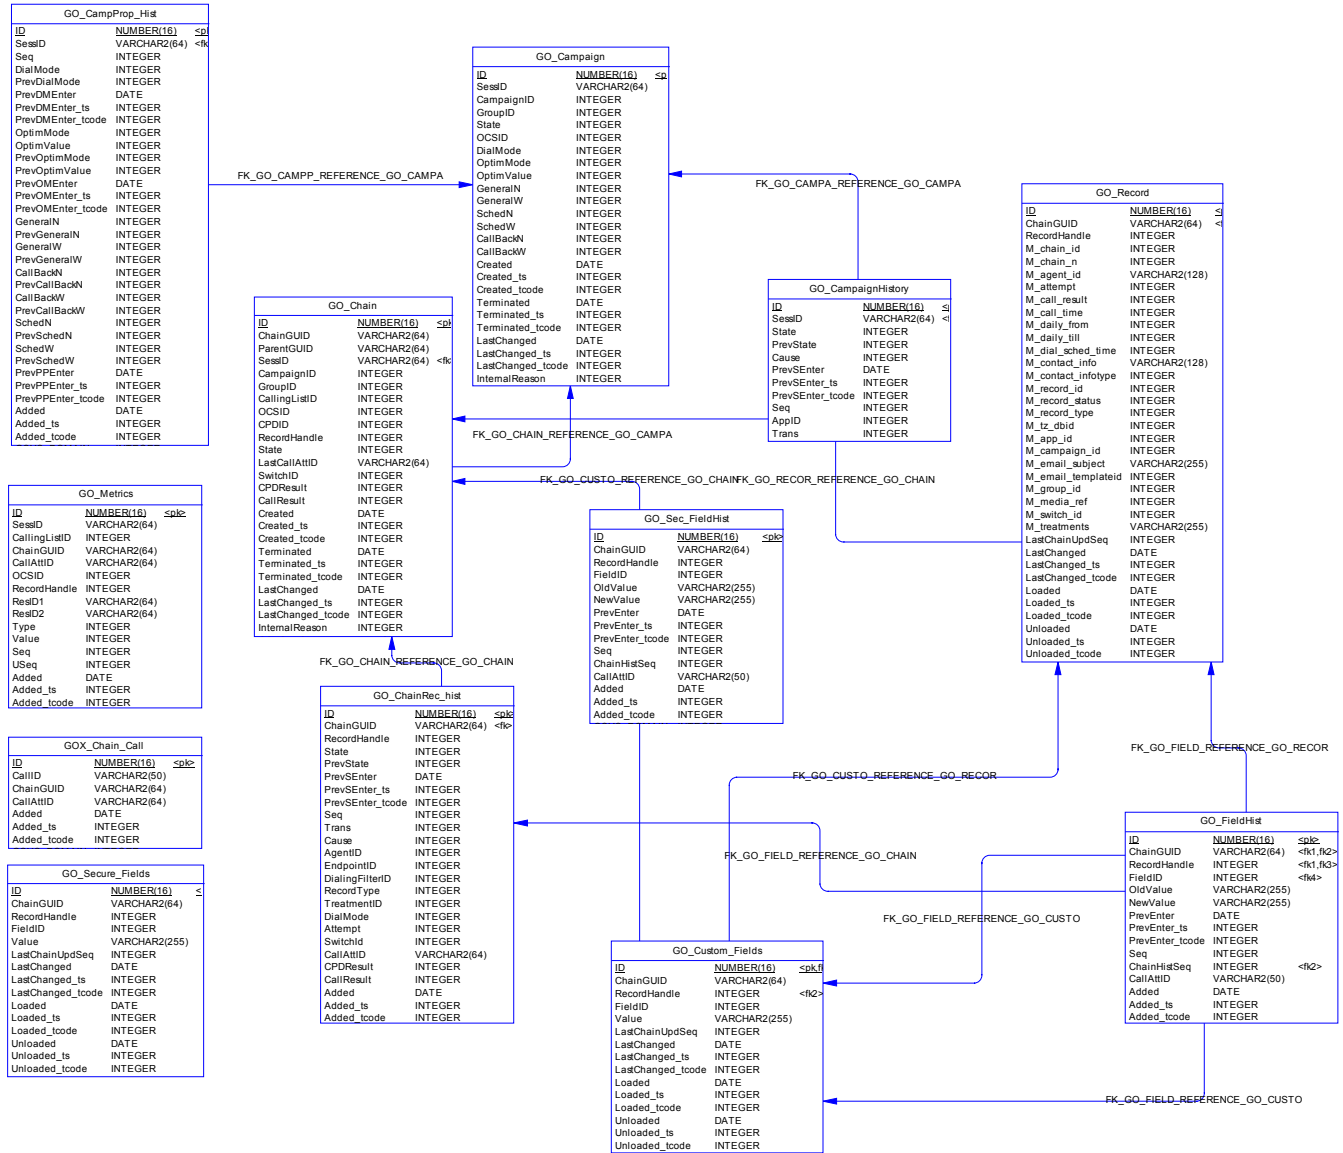 GO_CampProp_Hist
ID NUMBER(16) <pl
SessID VARCHAR2(64) <fk
Seq INTEGER
DialMode INTEGER
PrevDialMode INTEGER
PrevDMEnter DATE
PrevDMEnter_ts INTEGER
PrevDMEnter_tcode INTEGER
OptimMode INTEGER
OptimValue INTEGER
PrevOptimMode INTEGER
PrevOptimValue INTEGER
PrevOMEnter DATE
PrevOMEnter_ts INTEGER
PrevOMEnter_tcode INTEGER
GeneralN INTEGER
PrevGeneralN INTEGER
GeneralW INTEGER
PrevGeneralW INTEGER
CallBackN INTEGER
PrevCallBackN INTEGER
CallBackW INTEGER
PrevCallBackW INTEGER
SchedN INTEGER
PrevSchedN INTEGER
SchedW INTEGER
PrevSchedW INTEGER
PrevPPEnter DATE
PrevPPEnter_ts INTEGER
PrevPPEnter_tcode INTEGER
Added DATE
Added_ts INTEGER
Added_tcode INTEGER
FK_GO_CAMPP_REFERENCE_GO_CAMPA
GO_Campaign
ID NUMBER(16) <p
SessID VARCHAR2(64)
CampaignID INTEGER
GroupID INTEGER
State INTEGER
OCSID INTEGER
DialMode INTEGER
OptimMode INTEGER
OptimValue INTEGER
GeneralN INTEGER
GeneralW INTEGER
SchedN INTEGER
SchedW INTEGER
CallBackN INTEGER
CallBackW INTEGER
Created DATE
Created_ts INTEGER
Created_tcode INTEGER
Terminated DATE
Terminated_ts INTEGER
Terminated_tcode INTEGER
LastChanged DATE
LastChanged_ts INTEGER
LastChanged_tcode INTEGER
InternalReason INTEGER
FK_GO_CAMPA_REFERENCE_GO_CAMPA
GO_CampaignHistory
ID NUMBER(16)
SessID VARCHAR2(64)
State INTEGER
PrevState INTEGER
Cause INTEGER
PrevSEnter DATE
PrevSEnter_ts INTEGER
PrevSEnter_tcode INTEGER
Seq INTEGER
AppID INTEGER
Trans INTEGER
GO_Record
ID NUMBER(16)
ChainGUID VARCHAR2(64)
RecordHandle INTEGER
M_chain_id INTEGER
M_chain_n INTEGER
M_agent_id VARCHAR2(128)
M_attempt INTEGER
M_call_result INTEGER
M_call_time INTEGER
M_daily_from INTEGER
M_daily_till INTEGER
M_dial_sched_time INTEGER
M_contact_info VARCHAR2(128)
M_contact_infotype INTEGER
M_record_id INTEGER
M_record_status INTEGER
M_record_type INTEGER
M_tz_dbid INTEGER
M_app_id INTEGER
M_campaign_id INTEGER
M_email_subject VARCHAR2(255)
M_email_templateid INTEGER
M_group_id INTEGER
M_media_ref INTEGER
M_switch_id INTEGER
M_treatments VARCHAR2(255)
LastChainUpdSeq INTEGER
LastChanged DATE
LastChanged_ts INTEGER
LastChanged_tcode INTEGER
Loaded DATE
Loaded_ts INTEGER
Loaded_tcode INTEGER
Unloaded DATE
Unloaded_ts INTEGER
Unloaded_tcode INTEGER
GO_Chain
ID NUMBER(16) <pk
ChainGUID VARCHAR2(64)
ParentGUID VARCHAR2(64)
SessID VARCHAR2(64) <fk
CampaignID INTEGER
GroupID INTEGER
CallingListID INTEGER
OCSID INTEGER
CPDID INTEGER
RecordHandle INTEGER
State INTEGER
LastCallAttID VARCHAR2(64)
SwitchID INTEGER
CPDResult INTEGER
CallResult INTEGER
Created DATE
Created_ts INTEGER
Created_tcode INTEGER
Terminated DATE
Terminated_ts INTEGER
Terminated_tcode INTEGER
LastChanged DATE
LastChanged_ts INTEGER
LastChanged_tcode INTEGER
InternalReason INTEGER
FK_GO_CHAIN_REFERENCE_GO_CAMPA
FK_GO_CUSTO_REFERENCE_GO_CHAIN
FK_GO_RECOR_REFERENCE_GO_CHAIN
GO_Metrics
ID NUMBER(16) <pk>
SessID VARCHAR2(64)
CallingListID INTEGER
ChainGUID VARCHAR2(64)
CallAttID VARCHAR2(64)
OCSID INTEGER
RecordHandle INTEGER
ResID1 VARCHAR2(64)
ResID2 VARCHAR2(64)
Type INTEGER
Value INTEGER
Seq INTEGER
USeq INTEGER
Added DATE
Added_ts INTEGER
Added_tcode INTEGER
GO_Sec_FieldHist
ID NUMBER(16) <pk>
ChainGUID VARCHAR2(64)
RecordHandle INTEGER
FieldID INTEGER
OldValue VARCHAR2(255)
NewValue VARCHAR2(255)
PrevEnter DATE
PrevEnter_ts INTEGER
PrevEnter_tcode INTEGER
Seq INTEGER
ChainHistSeq INTEGER
CallAttID VARCHAR2(50)
Added DATE
Added_ts INTEGER
Added_tcode INTEGER
FK_GO_CHAIN_REFERENCE_GO_CHAIN
GO_ChainRec_hist
ID NUMBER(16) <pk>
ChainGUID VARCHAR2(64) <fk>
RecordHandle INTEGER
State INTEGER
PrevState INTEGER
PrevSEnter DATE
PrevSEnter_ts INTEGER
PrevSEnter_tcode INTEGER
Seq INTEGER
Trans INTEGER
Cause INTEGER
AgentID INTEGER
EndpointID INTEGER
DialingFilterID INTEGER
RecordType INTEGER
TreatmentID INTEGER
DialMode INTEGER
Attempt INTEGER
SwitchId INTEGER
CallAttID VARCHAR2(64)
CPDResult INTEGER
CallResult INTEGER
Added DATE
Added_ts INTEGER
Added_tcode INTEGER
GOX_Chain_Call
ID NUMBER(16) <pk>
CallID VARCHAR2(50)
ChainGUID VARCHAR2(64)
CallAttID VARCHAR2(64)
Added DATE
Added_ts INTEGER
Added_tcode INTEGER
FK_GO_FIELD_REFERENCE_GO_RECOR
FK_GO_CUSTO_REFERENCE_GO_RECOR
FK_GO_FIELD_REFERENCE_GO_CHAIN
FK_GO_FIELD_REFERENCE_GO_CUSTO
GO_FieldHist
ID NUMBER(16) <pk>
ChainGUID VARCHAR2(64) <fk1,fk2>
RecordHandle INTEGER <fk1,fk3>
FieldID INTEGER <fk4>
OldValue VARCHAR2(255)
NewValue VARCHAR2(255)
PrevEnter DATE
PrevEnter_ts INTEGER
PrevEnter_tcode INTEGER
Seq INTEGER
ChainHistSeq INTEGER <fk2>
CallAttID VARCHAR2(50)
Added DATE
Added_ts INTEGER
Added_tcode INTEGER
GO_Secure_Fields
ID NUMBER(16) <
ChainGUID VARCHAR2(64)
RecordHandle INTEGER
FieldID INTEGER
Value VARCHAR2(255)
LastChainUpdSeq INTEGER
LastChanged DATE
LastChanged_ts INTEGER
LastChanged_tcode INTEGER
Loaded DATE
Loaded_ts INTEGER
Loaded_tcode INTEGER
Unloaded DATE
Unloaded_ts INTEGER
Unloaded_tcode INTEGER
GO_Custom_Fields
ID NUMBER(16) <pk,fl
ChainGUID VARCHAR2(64)
RecordHandle INTEGER <fk2>
FieldID INTEGER
Value VARCHAR2(255)
LastChainUpdSeq INTEGER
LastChanged DATE
LastChanged_ts INTEGER
LastChanged_tcode INTEGER
Loaded DATE
Loaded_ts INTEGER
Loaded_tcode INTEGER
Unloaded DATE
Unloaded_ts INTEGER
Unloaded_tcode INTEGER
FK_GO_FIELD_REFERENCE_GO_CUSTO